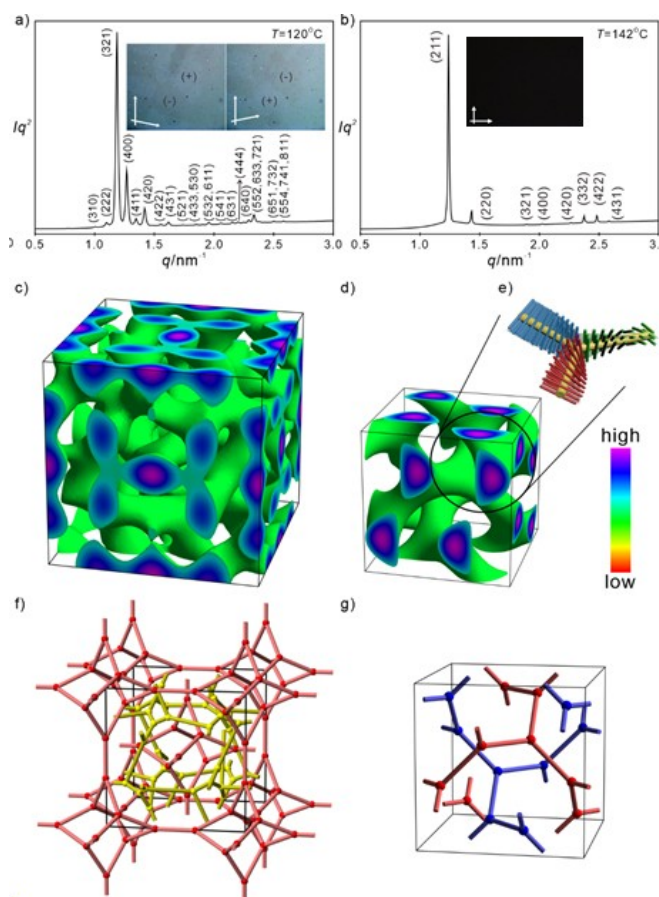 a) T=120°C
(321)
(+) (-)
(-) (+)
(400)
(310)
(222)
(411)
(420)
(422)
(431)
(521)
(433,530)
(532,611)
(541)
(631)
(444)
(640)
(552,633,721)
(651,732)
(554,741,811)
Iq²
0.5 1.0 1.5 2.0 2.5 3.0
q/nm⁻¹
b) T=142°C
(211)
(220)
(321)
(400)
(420)
(332)
(422)
(431)
Iq²
0.5 1.0 1.5 2.0 2.5 3.0
q/nm⁻¹
c) d) e)
high
low
f) g)